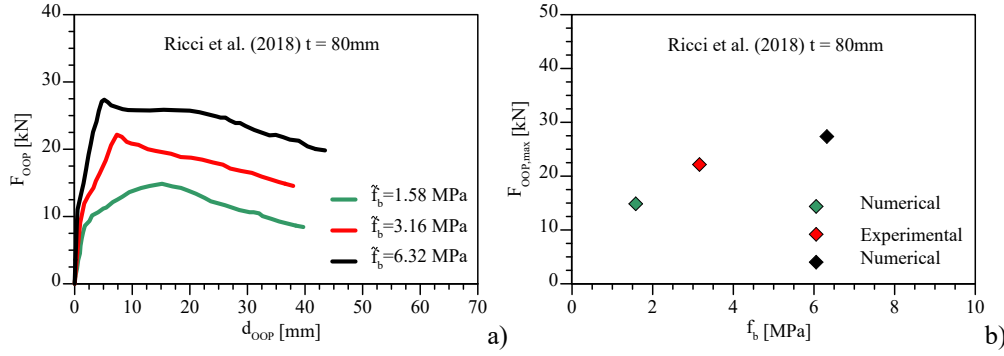 Ricci et al. (2018) t = 80mm
F_OOP [kN]
40
30
20
10
0
f̃_b=1.58 MPa
f̃_b=3.16 MPa
f̃_b=6.32 MPa
0 10 20 30 40 50 60 70
d_OOP [mm]
a)
Ricci et al. (2018) t = 80mm
F_OOP,max [kN]
50
40
30
20
10
0
Numerical
Experimental
Numerical
0 2 4 6 8 10
f_b [MPa]
b)